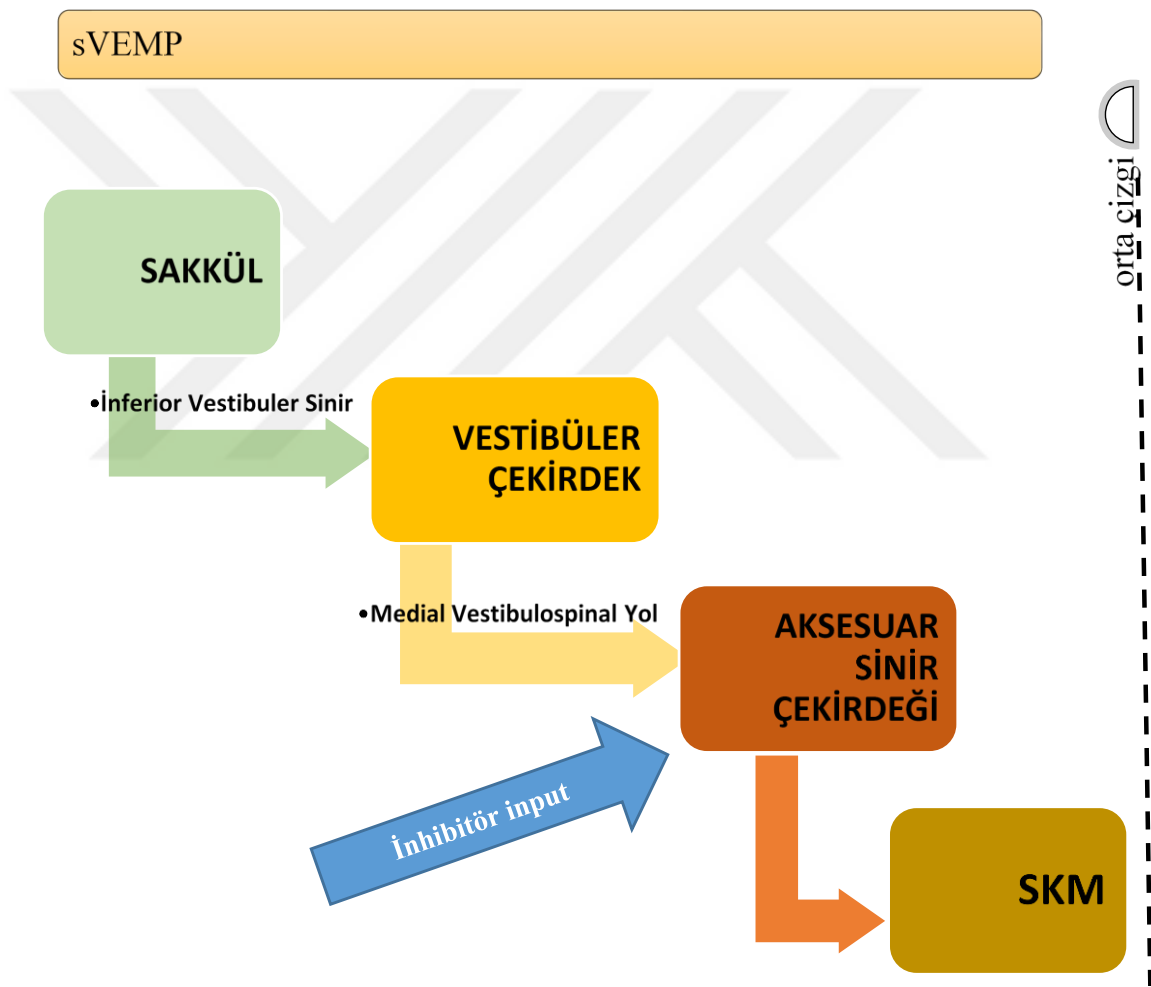 sVEMP
orta çizgi
SAKKÜL
•İnferior Vestibuler Sinir
VESTİBÜLER
ÇEKİRDEK
•Medial Vestibulospinal Yol
AKSESUAR
SİNİR
ÇEKİRDEĞİ
İnhibitör input
SKM